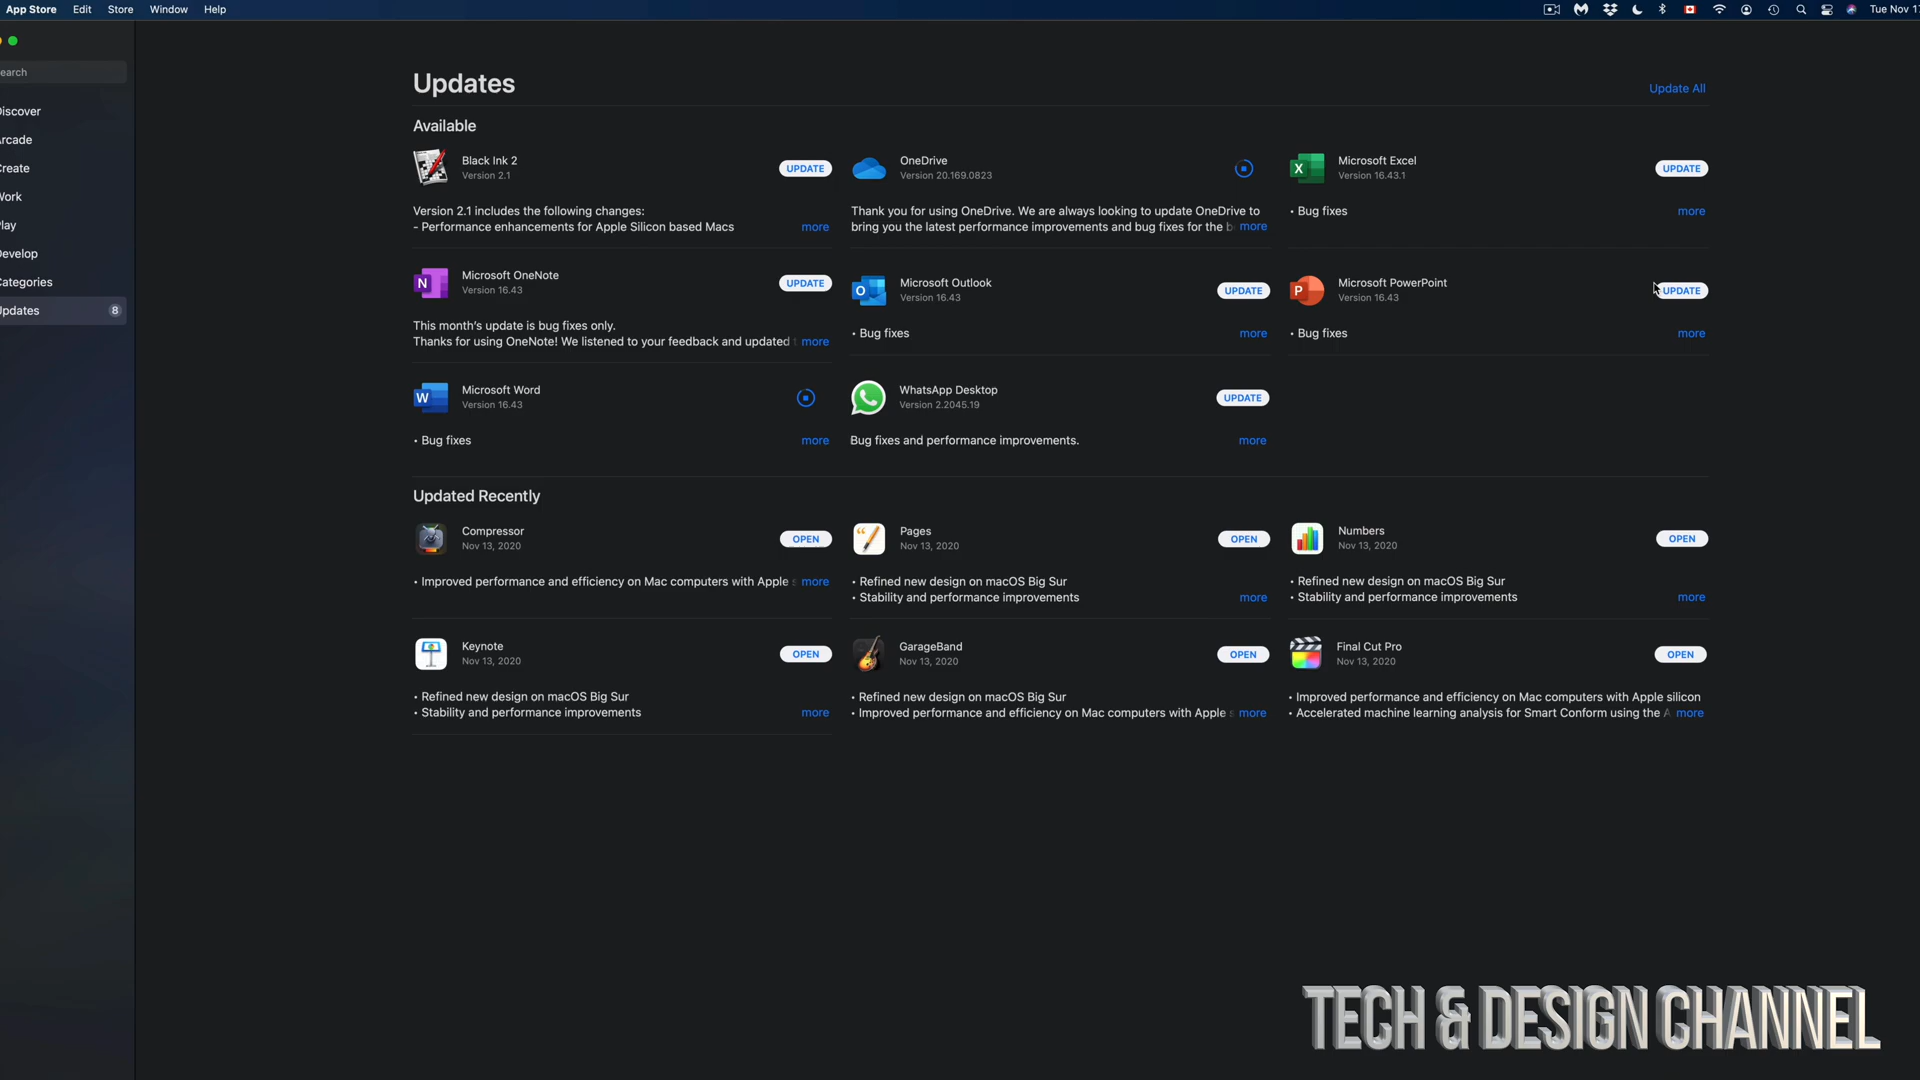 App Store Edit Store Window Help Tue Nov 17
earch
Discover
Arcade
Create
Work
Play
Develop
Categories
Updates 8
Updates Update All
Available
Black Ink 2
Version 2.1
UPDATE
Version 2.1 includes the following changes:
- Performance enhancements for Apple Silicon based Macs more
OneDrive
Version 20.169.0823
Thank you for using OneDrive. We are always looking to update OneDrive to
bring you the latest performance improvements and bug fixes for the b more
Microsoft Excel
Version 16.43.1
UPDATE
• Bug fixes more
Microsoft OneNote
Version 16.43
UPDATE
This month's update is bug fixes only.
Thanks for using OneNote! We listened to your feedback and updated t more
Microsoft Outlook
Version 16.43
UPDATE
• Bug fixes more
Microsoft PowerPoint
Version 16.43
UPDATE
• Bug fixes more
Microsoft Word
Version 16.43
• Bug fixes more
WhatsApp Desktop
Version 2.2045.19
UPDATE
Bug fixes and performance improvements. more
Updated Recently
Compressor
Nov 13, 2020
OPEN
• Improved performance and efficiency on Mac computers with Apple s more
Pages
Nov 13, 2020
OPEN
• Refined new design on macOS Big Sur
• Stability and performance improvements more
Numbers
Nov 13, 2020
OPEN
• Refined new design on macOS Big Sur
• Stability and performance improvements more
Keynote
Nov 13, 2020
OPEN
• Refined new design on macOS Big Sur
• Stability and performance improvements more
GarageBand
Nov 13, 2020
OPEN
• Refined new design on macOS Big Sur
• Improved performance and efficiency on Mac computers with Apple s more
Final Cut Pro
Nov 13, 2020
OPEN
• Improved performance and efficiency on Mac computers with Apple silicon
• Accelerated machine learning analysis for Smart Conform using the A more
TECH & DESIGN CHANNEL